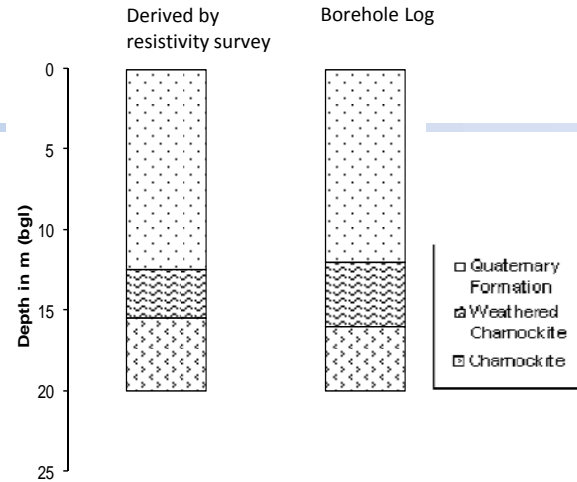 Derived by
resistivity survey
Borehole Log
0
5
10
15
20
25
Depth in m (bgl)
Quaternary
Formation
Weathered
Charnockite
Charnockite